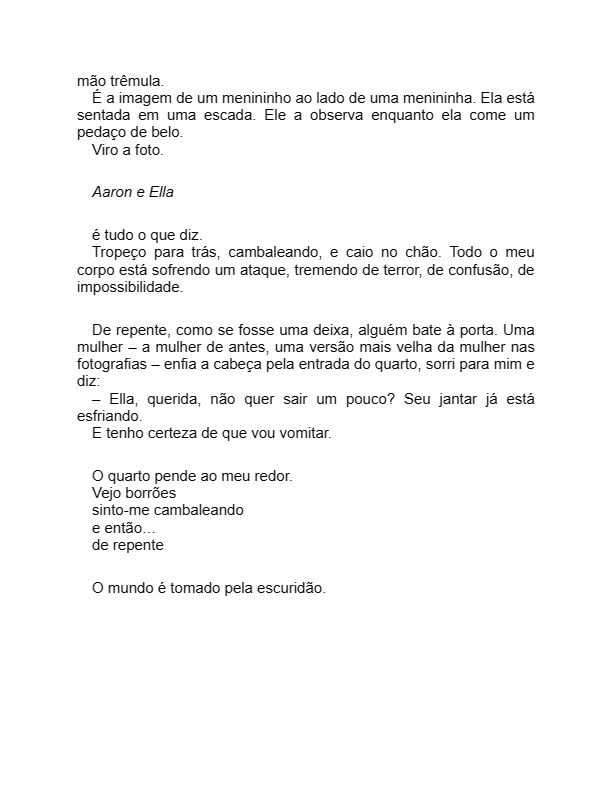 mão trêmula.
É a imagem de um menininho ao lado de uma menininha. Ela está
sentada em uma escada. Ele a observa enquanto ela come um
pedaço de belo.
Viro a foto.
Aaron e Ella
é tudo o que diz.
Tropeço para trás, cambaleando, e caio no chão. Todo o meu
corpo está sofrendo um ataque, tremendo de terror, de confusão, de
impossibilidade.
De repente, como se fosse uma deixa, alguém bate à porta. Uma
mulher – a mulher de antes, uma versão mais velha da mulher nas
fotografias – enfia a cabeça pela entrada do quarto, sorri para mim e
diz:
– Ella, querida, não quer sair um pouco? Seu jantar já está
esfriando.
E tenho certeza de que vou vomitar.
O quarto pende ao meu redor.
Vejo borrões
sinto-me cambaleando
e então…
de repente
O mundo é tomado pela escuridão.